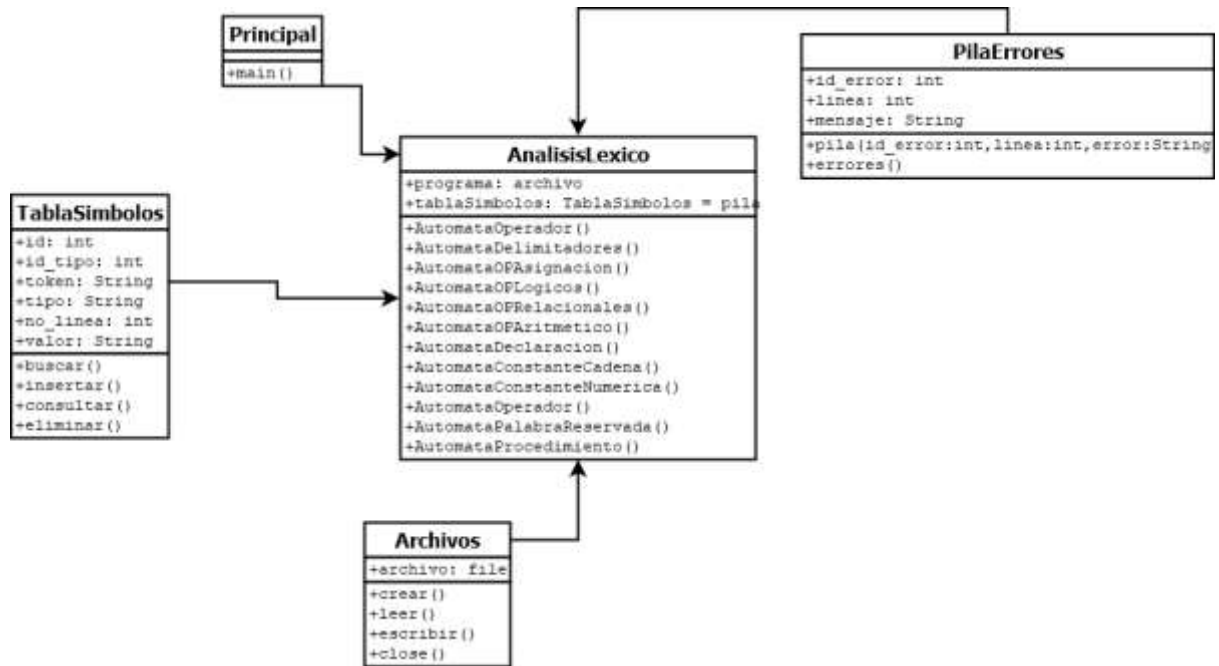 Principal
+main()
PilaErrores
+id_error: int
+linea: int
+mensaje: String
+pila(id_error:int,linea:int,error:String
+errores()
AnalisisLexico
+programa: archivo
+tablaSimbolos: TablaSimbolos = pila
+AutomataOperador()
+AutomataDelimitadores()
+AutomataOPAsignacion()
+AutomataOPLogicos()
+AutomataOPRelacionales()
+AutomataOPAritmetico()
+AutomataDeclaracion()
+AutomataConstanteCadena()
+AutomataConstanteNumerica()
+AutomataOperador()
+AutomataPalabraReservada()
+AutomataProcedimiento()
TablaSimbolos
+id: int
+id_tipo: int
+token: String
+tipo: String
+no_linea: int
+valor: String
+buscar()
+insertar()
+consultar()
+eliminar()
Archivos
+archivo: file
+crear()
+leer()
+escribir()
+close()